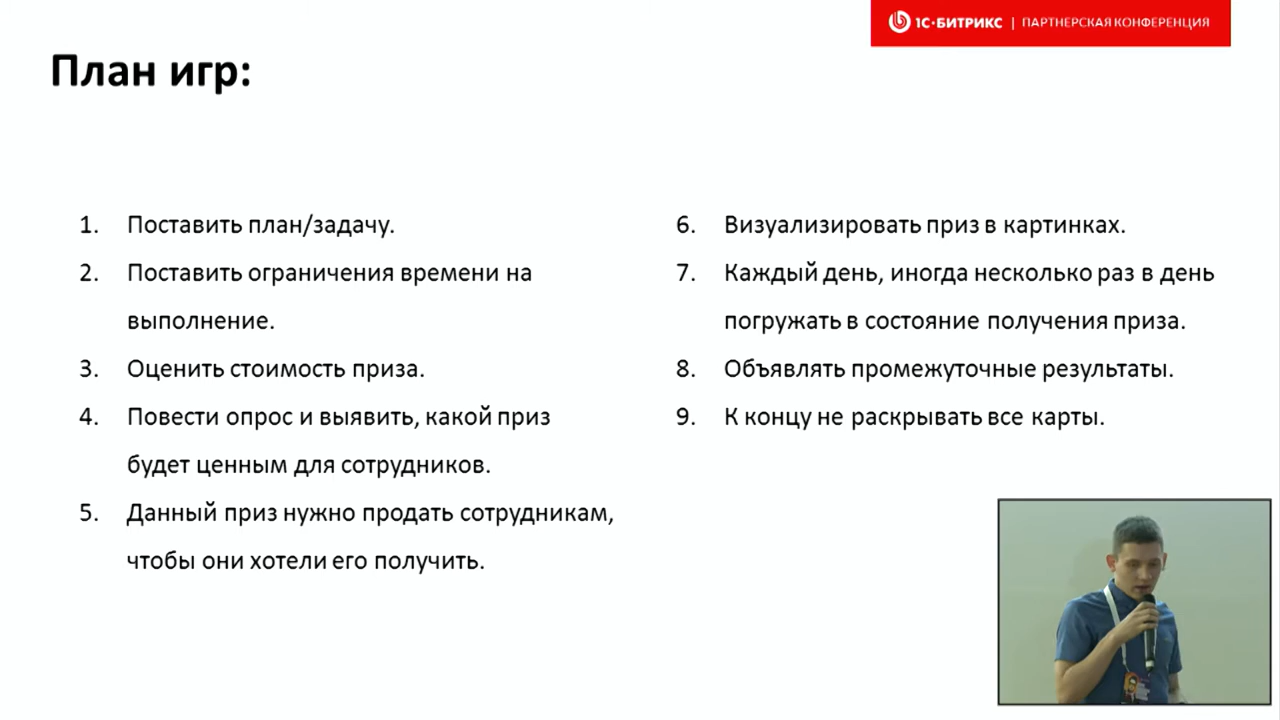 1С·БИТРИКС | ПАРТНЕРСКАЯ КОНФЕРЕНЦИЯ
План игр:
1. Поставить план/задачу.
2. Поставить ограничения времени на
выполнение.
3. Оценить стоимость приза.
4. Повести опрос и выявить, какой приз
будет ценным для сотрудников.
5. Данный приз нужно продать сотрудникам,
чтобы они хотели его получить.
6. Визуализировать приз в картинках.
7. Каждый день, иногда несколько раз в день
погружать в состояние получения приза.
8. Объявлять промежуточные результаты.
9. К концу не раскрывать все карты.